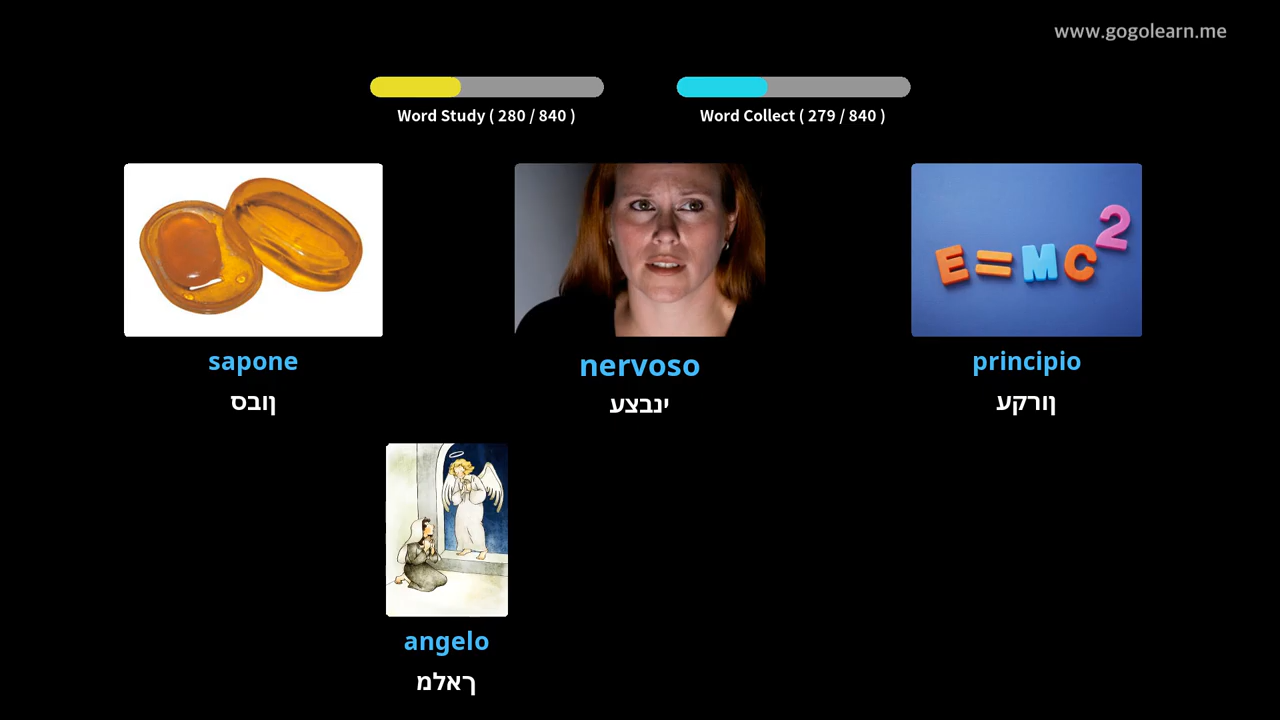 www.gogolearn.me
Word Study ( 280 / 840 )
Word Collect ( 279 / 840 )
sapone
סבון
nervoso
עצבני
principio
עקרון
angelo
מלאך